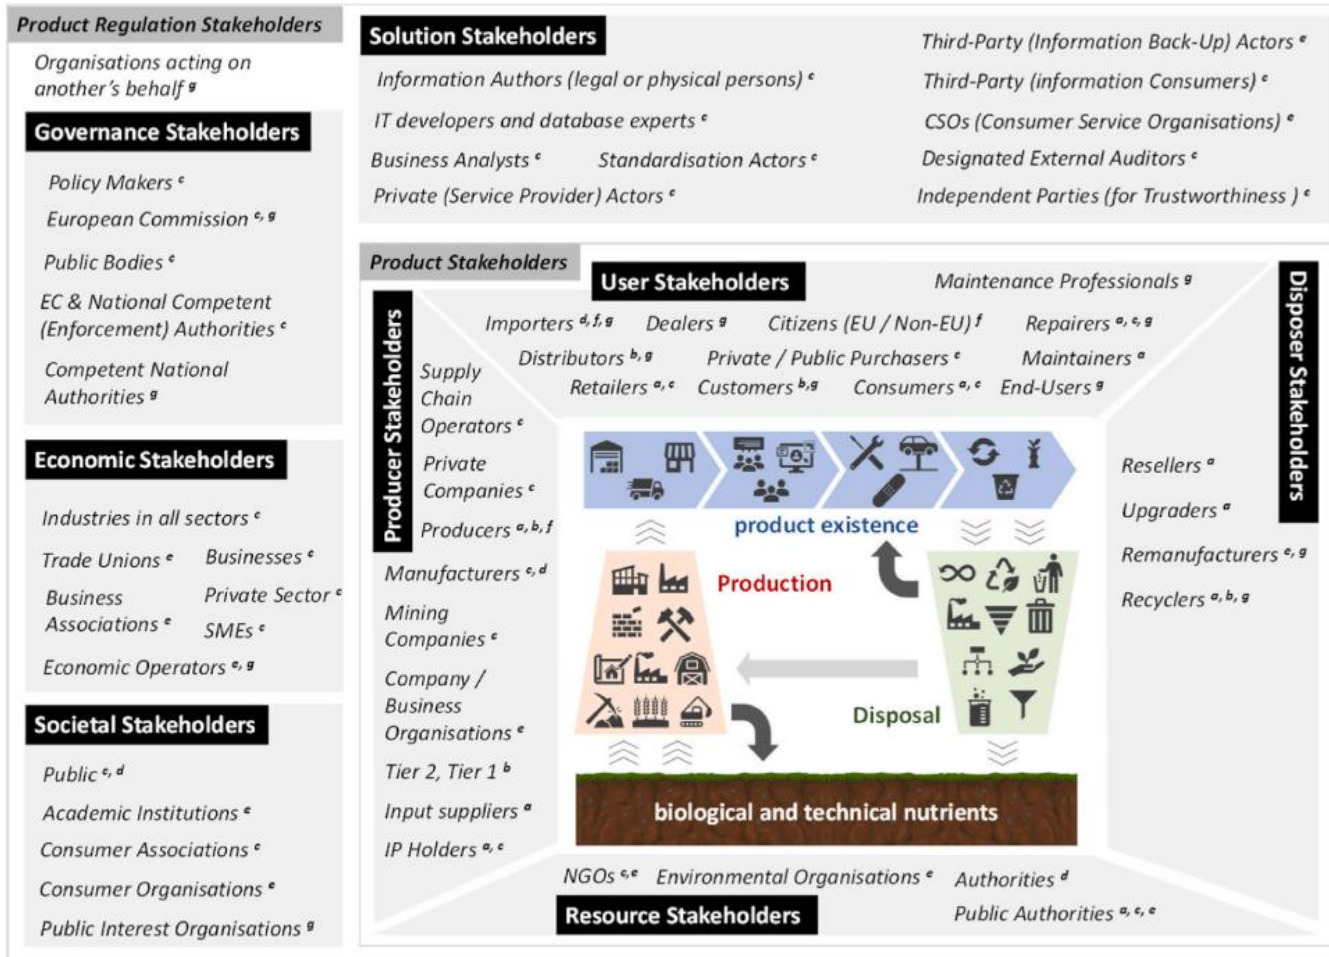 Product Regulation Stakeholders
Organisations acting on
another's behalf g
Governance Stakeholders
Policy Makers c
European Commission c, g
Public Bodies c
EC & National Competent
(Enforcement) Authorities c
Competent National
Authorities g
Economic Stakeholders
Industries in all sectors c
Trade Unions e
Businesses c
Business
Associations e
Private Sector c
SMEs c
Economic Operators e, g
Societal Stakeholders
Public c, d
Academic Institutions e
Consumer Associations c
Consumer Organisations e
Public Interest Organisations g
Solution Stakeholders
Information Authors (legal or physical persons) c
IT developers and database experts c
Business Analysts c
Standardisation Actors c
Private (Service Provider) Actors c
Third-Party (Information Back-Up) Actors e
Third-Party (information Consumers) c
CSOs (Consumer Service Organisations) e
Designated External Auditors c
Independent Parties (for Trustworthiness ) c
Product Stakeholders
User Stakeholders
Maintenance Professionals g
Importers d, f, g
Dealers g
Citizens (EU / Non-EU) f
Repairers a, c, g
Distributors b, g
Private / Public Purchasers c
Maintainers a
Retailers a, c
Customers b,g
Consumers a, c
End-Users g
Producer Stakeholders
Supply
Chain
Operators c
Private
Companies c
Producers a, b, f
Manufacturers c, d
Mining
Companies c
Company /
Business
Organisations e
Tier 2, Tier 1 b
Input suppliers a
IP Holders a, c
product existence
Production
Disposal
biological and technical nutrients
Disposer Stakeholders
Resellers a
Upgraders a
Remanufacturers e, g
Recyclers a, b, g
NGOs c,e
Environmental Organisations e
Authorities d
Public Authorities a, c, e
Resource Stakeholders